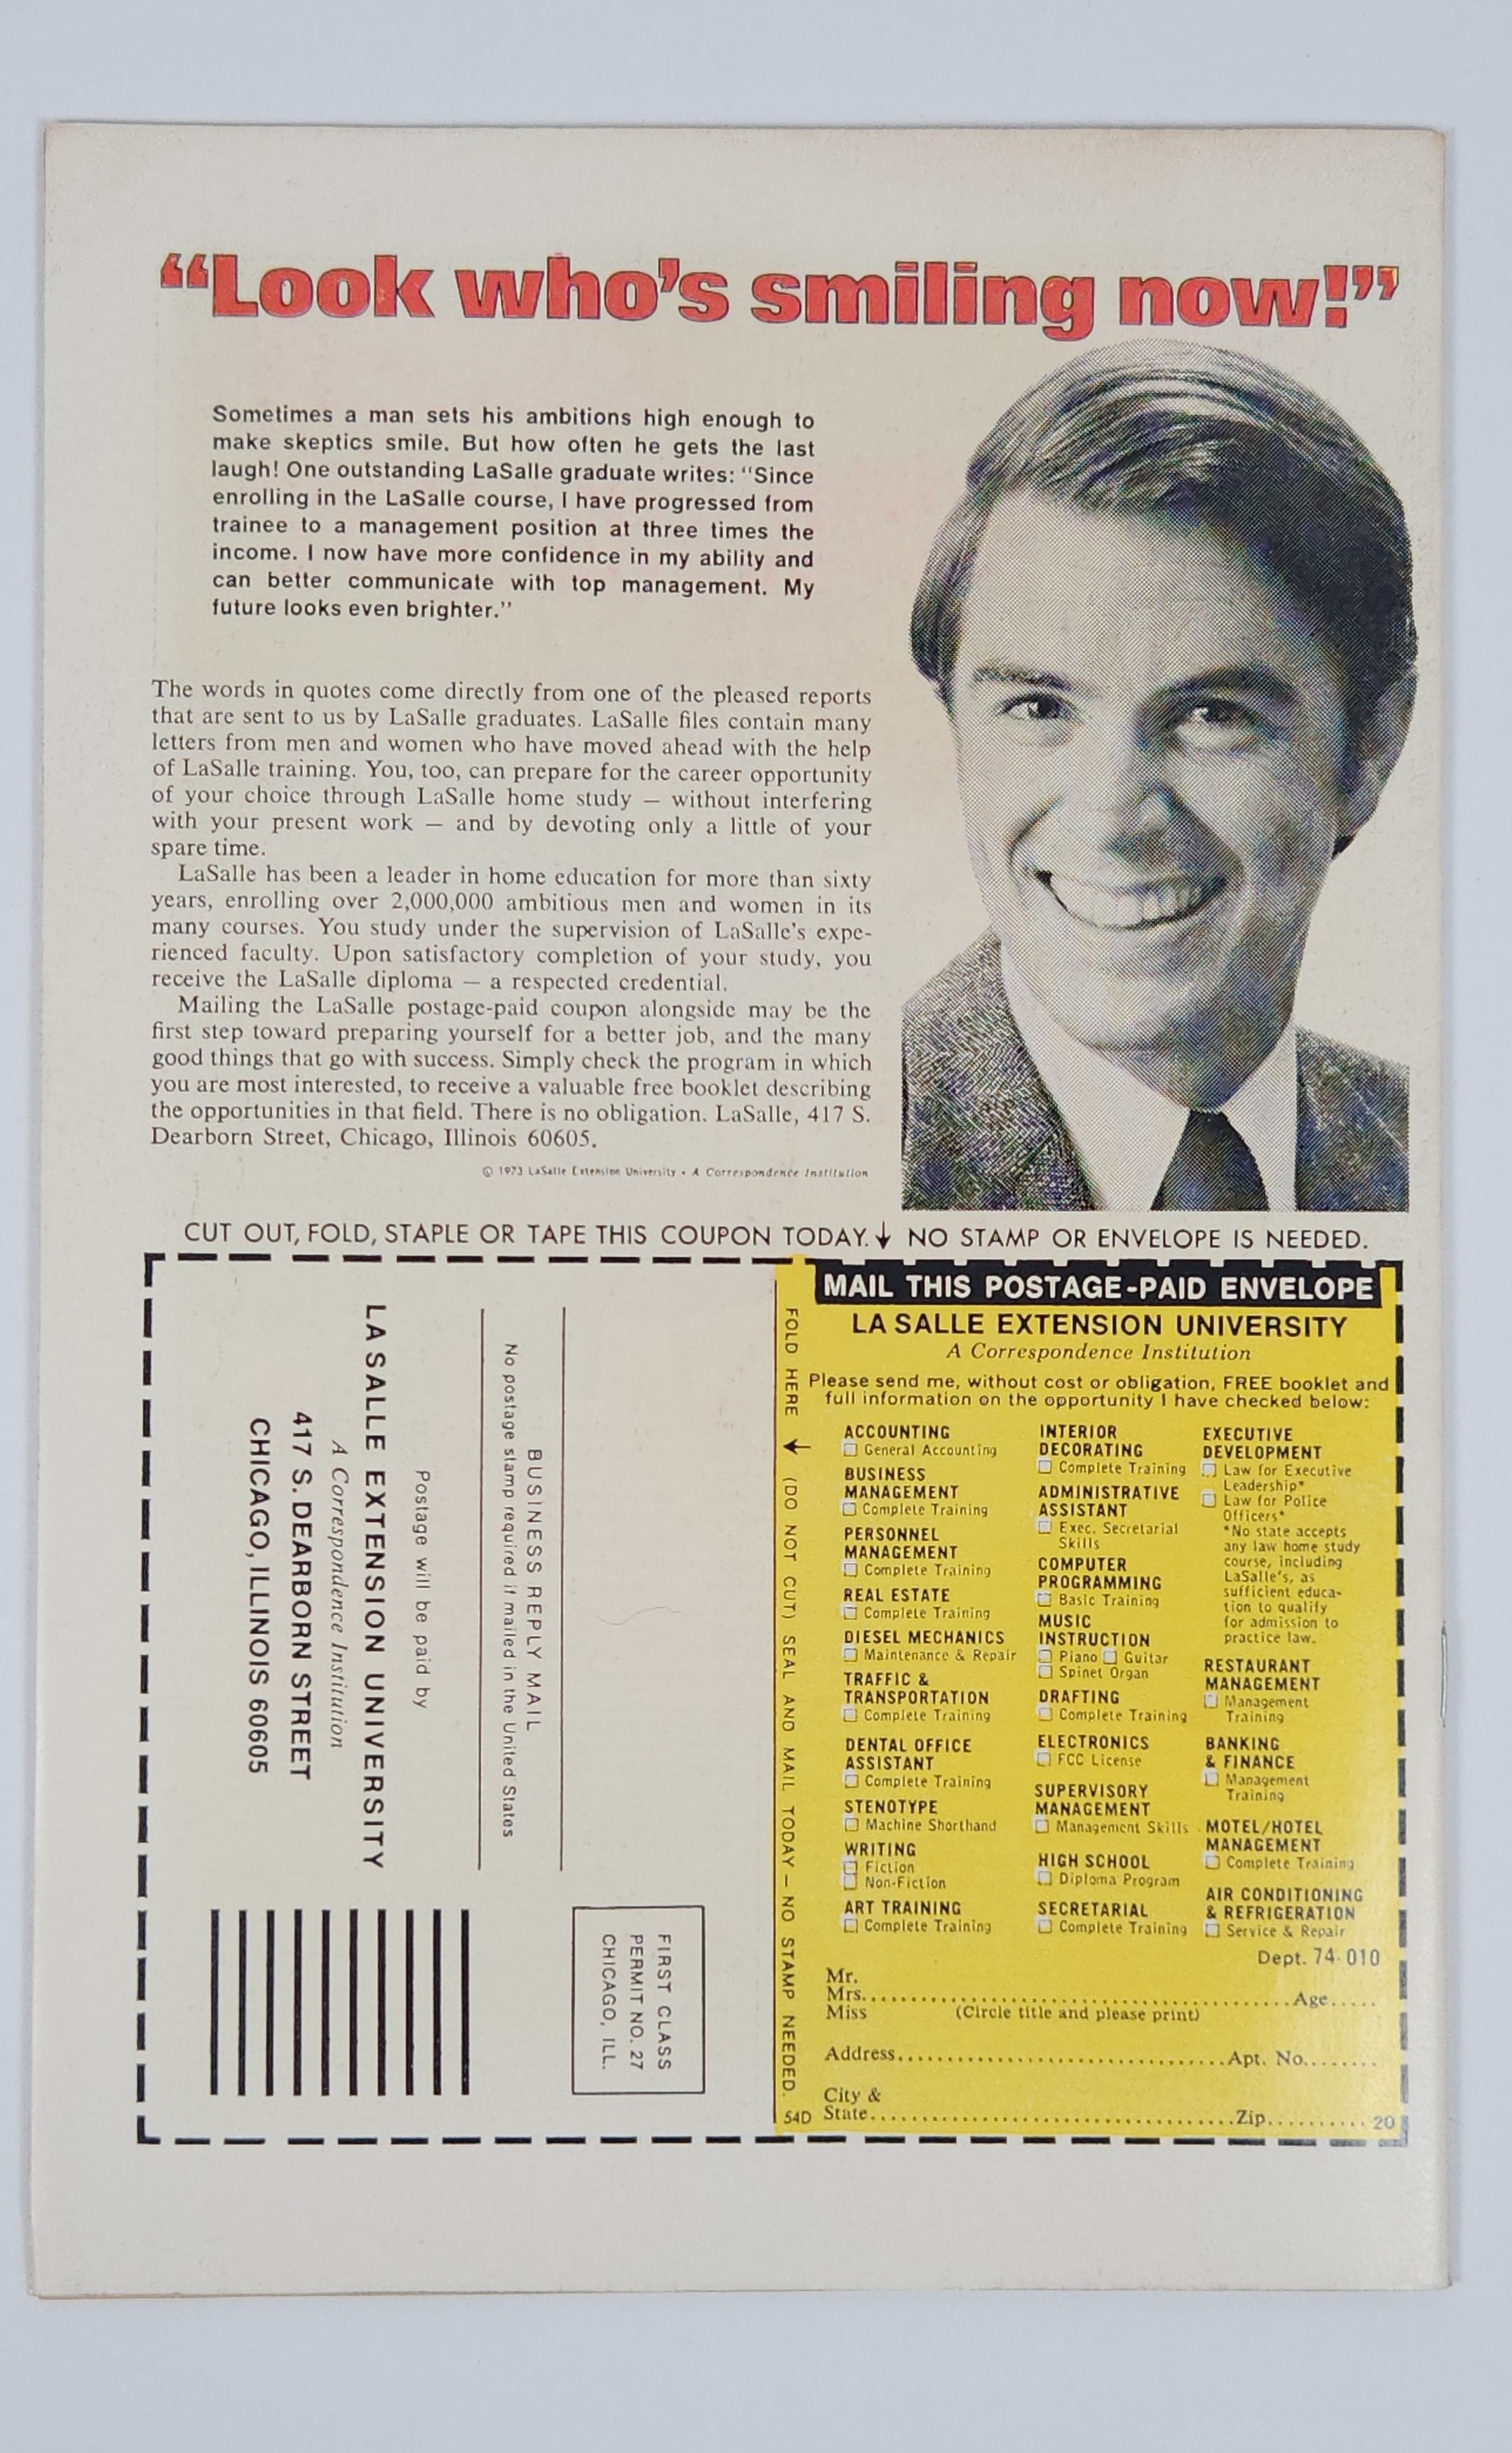 “Look who’s smiling now!”
Sometimes a man sets his ambitions high enough to
make skeptics smile. But how often he gets the last
laugh! One outstanding LaSalle graduate writes: “Since
enrolling in the LaSalle course, I have progressed from
trainee to a management position at three times the
income. I now have more confidence in my ability and
can better communicate with top management. My
future looks even brighter.”
The words in quotes come directly from one of the pleased reports
that are sent to us by LaSalle graduates. LaSalle files contain many
letters from men and women who have moved ahead with the help
of LaSalle training. You, too, can prepare for the career opportunity
of your choice through LaSalle home study — without interfering
with your present work — and by devoting only a little of your
spare time.
LaSalle has been a leader in home education for more than sixty
years, enrolling over 2,000,000 ambitious men and women in its
many courses. You study under the supervision of LaSalle's expe-
rienced faculty. Upon satisfactory completion of your study, you
receive the LaSalle diploma — a respected credential.
Mailing the LaSalle postage-paid coupon alongside may be the
first step toward preparing yourself for a better job, and the many
good things that go with success. Simply check the program in which
you are most interested, to receive a valuable free booklet describing
the opportunities in that field. There is no obligation. LaSalle, 417 S.
Dearborn Street, Chicago, Illinois 60605.
© 1973 LaSalle Extension University • A Correspondence Institution
CUT OUT, FOLD, STAPLE OR TAPE THIS COUPON TODAY.↓ NO STAMP OR ENVELOPE IS NEEDED.
FIRST CLASS
PERMIT NO. 27
CHICAGO, ILL.
BUSINESS REPLY MAIL
No postage stamp required if mailed in the United States
Postage will be paid by
LA SALLE EXTENSION UNIVERSITY
A Correspondence Institution
417 S. DEARBORN STREET
CHICAGO, ILLINOIS 60605
FOLD HERE ↓ (DO NOT CUT) SEAL AND MAIL TODAY — NO STAMP NEEDED.
54D
MAIL THIS POSTAGE-PAID ENVELOPE
LA SALLE EXTENSION UNIVERSITY
A Correspondence Institution
Please send me, without cost or obligation, FREE booklet and
full information on the opportunity I have checked below:
ACCOUNTING
☐ General Accounting
BUSINESS
MANAGEMENT
☐ Complete Training
PERSONNEL
MANAGEMENT
☐ Complete Training
REAL ESTATE
☐ Complete Training
DIESEL MECHANICS
☐ Maintenance & Repair
TRAFFIC &
TRANSPORTATION
☐ Complete Training
DENTAL OFFICE
ASSISTANT
☐ Complete Training
STENOTYPE
☐ Machine Shorthand
WRITING
☐ Fiction
☐ Non-Fiction
ART TRAINING
☐ Complete Training
INTERIOR
DECORATING
☐ Complete Training
ADMINISTRATIVE
ASSISTANT
☐ Exec. Secretarial
Skills
COMPUTER
PROGRAMMING
☐ Basic Training
MUSIC
INSTRUCTION
☐ Piano ☐ Guitar
☐ Spinet Organ
DRAFTING
☐ Complete Training
ELECTRONICS
☐ FCC License
SUPERVISORY
MANAGEMENT
☐ Management Skills
HIGH SCHOOL
☐ Diploma Program
SECRETARIAL
☐ Complete Training
EXECUTIVE
DEVELOPMENT
☐ Law for Executive
Leadership*
☐ Law for Police
Officers*
*No state accepts
any law home study
course, including
LaSalle's, as
sufficient educa-
tion to qualify
for admission to
practice law.
RESTAURANT
MANAGEMENT
☐ Management
Training
BANKING
& FINANCE
☐ Management
Training
MOTEL/HOTEL
MANAGEMENT
☐ Complete Training
AIR CONDITIONING
& REFRIGERATION
☐ Service & Repair
Dept. 74-010
Mr.
Mrs. Age
Miss (Circle title and please print)
Address Apt. No.
City &
State Zip 20